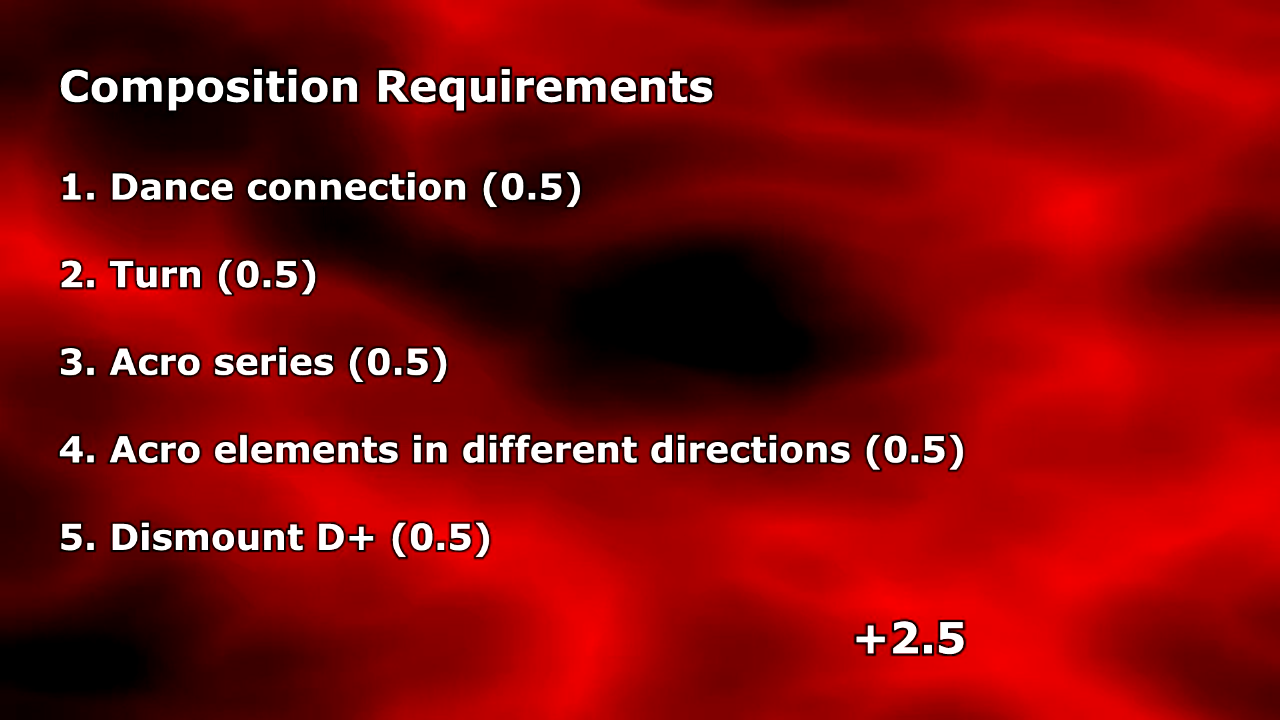 Composition Requirements
1. Dance connection (0.5)
2. Turn (0.5)
3. Acro series (0.5)
4. Acro elements in different directions (0.5)
5. Dismount D+ (0.5)
+2.5